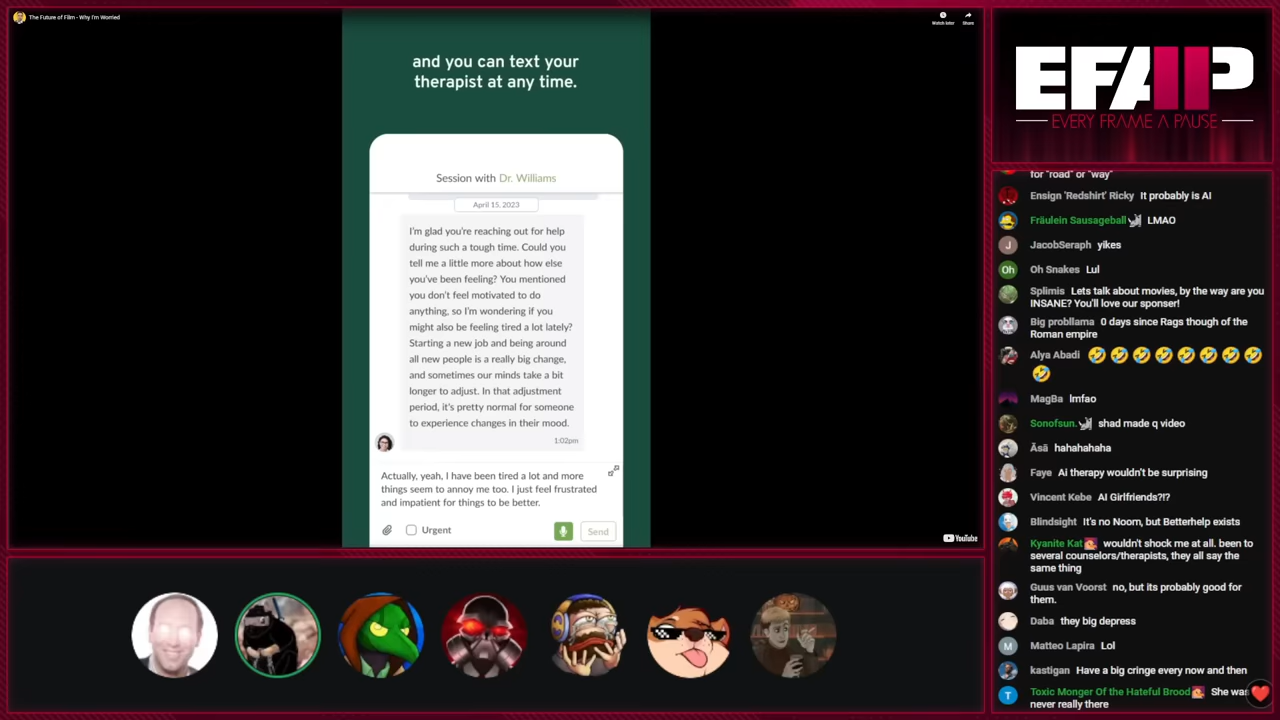 The Future of Film - Why I'm Worried
Watch later
Share
and you can text your
therapist at any time.
Session with Dr. Williams
April 15, 2023
I'm glad you're reaching out for help
during such a tough time. Could you
tell me a little more about how else
you've been feeling? You mentioned
you don't feel motivated to do
anything, so I'm wondering if you
might also be feeling tired a lot lately?
Starting a new job and being around
all new people is a really big change,
and sometimes our minds take a bit
longer to adjust. In that adjustment
period, it's pretty normal for someone
to experience changes in their mood.
1:02pm
Actually, yeah, I have been tired a lot and more
things seem to annoy me too. I just feel frustrated
and impatient for things to be better.
Urgent
Send
YouTube
EFAP
EVERY FRAME A PAUSE
for "road" or "way"
Ensign 'Redshirt' Ricky It probably is AI
Fräulein Sausageball LMAO
J JacobSeraph yikes
Oh Oh Snakes Lul
Splimis Lets talk about movies, by the way are you
INSANE? You'll love our sponser!
Big probllama 0 days since Rags though of the
Roman empire
Alya Abadi 🤣🤣🤣🤣🤣🤣🤣🤣
🤣
MagBa lmfao
Sonofsun. shad made q video
Āsā hahahahaha
Faye Ai therapy wouldn't be surprising
Vincent Kebe AI Girlfriends?!?
Blindsight It's no Noom, but Betterhelp exists
Kyanite Kat wouldn't shock me at all. been to
several counselors/therapists, they all say the
same thing
Guus van Voorst no, but its probably good for
them.
Daba they big depress
M Matteo Lapira Lol
kastigan Have a big cringe every now and then
T Toxic Monger Of the Hateful Brood She was
never really there